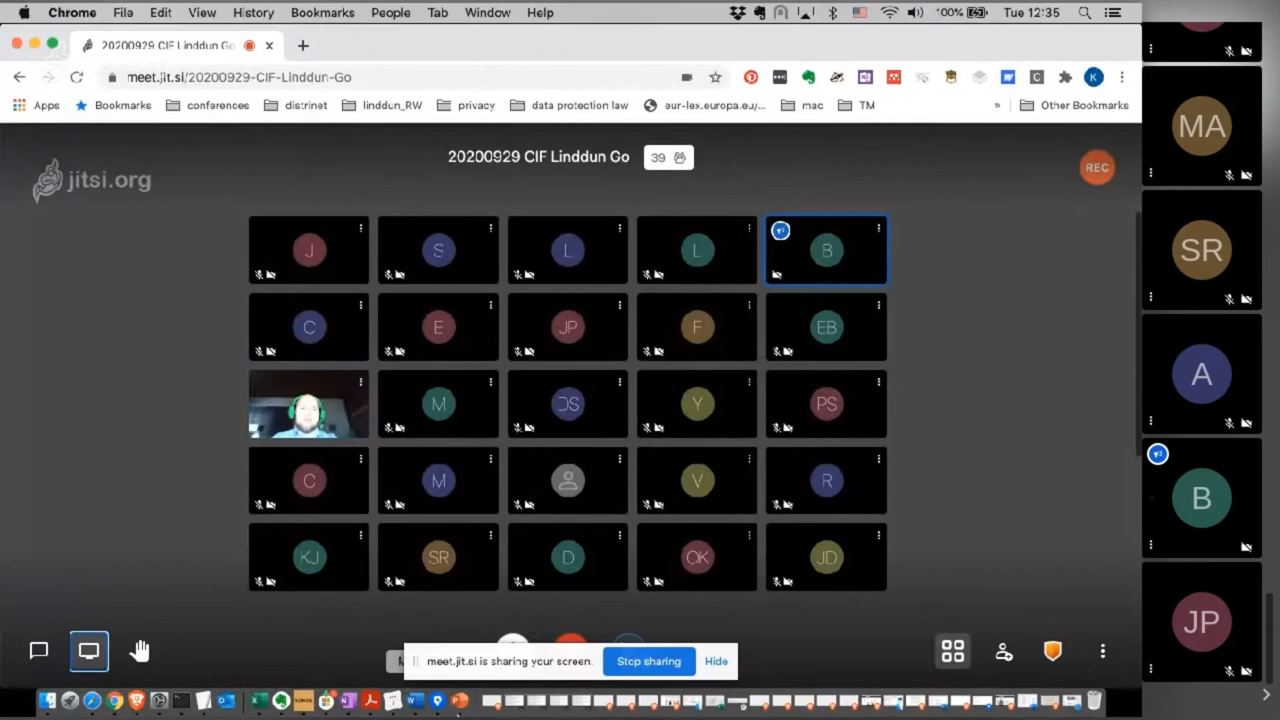 Chrome File Edit View History Bookmarks People Tab Window Help 100% Tue 12:35
20200929 CIF Linddun Go
meet.jit.si/20200929-CIF-Linddun-Go
K
Apps Bookmarks conferences distrinet linddun_RW privacy data protection law eur-lex.europa.eu/... mac TM » Other Bookmarks
jitsi.org
20200929 CIF Linddun Go 39
REC
J S L L B
C E JP F EB
M DS Y PS
C M V R
KJ SR D OK JD
meet.jit.si is sharing your screen. Stop sharing Hide
MA
SR
A
B
JP